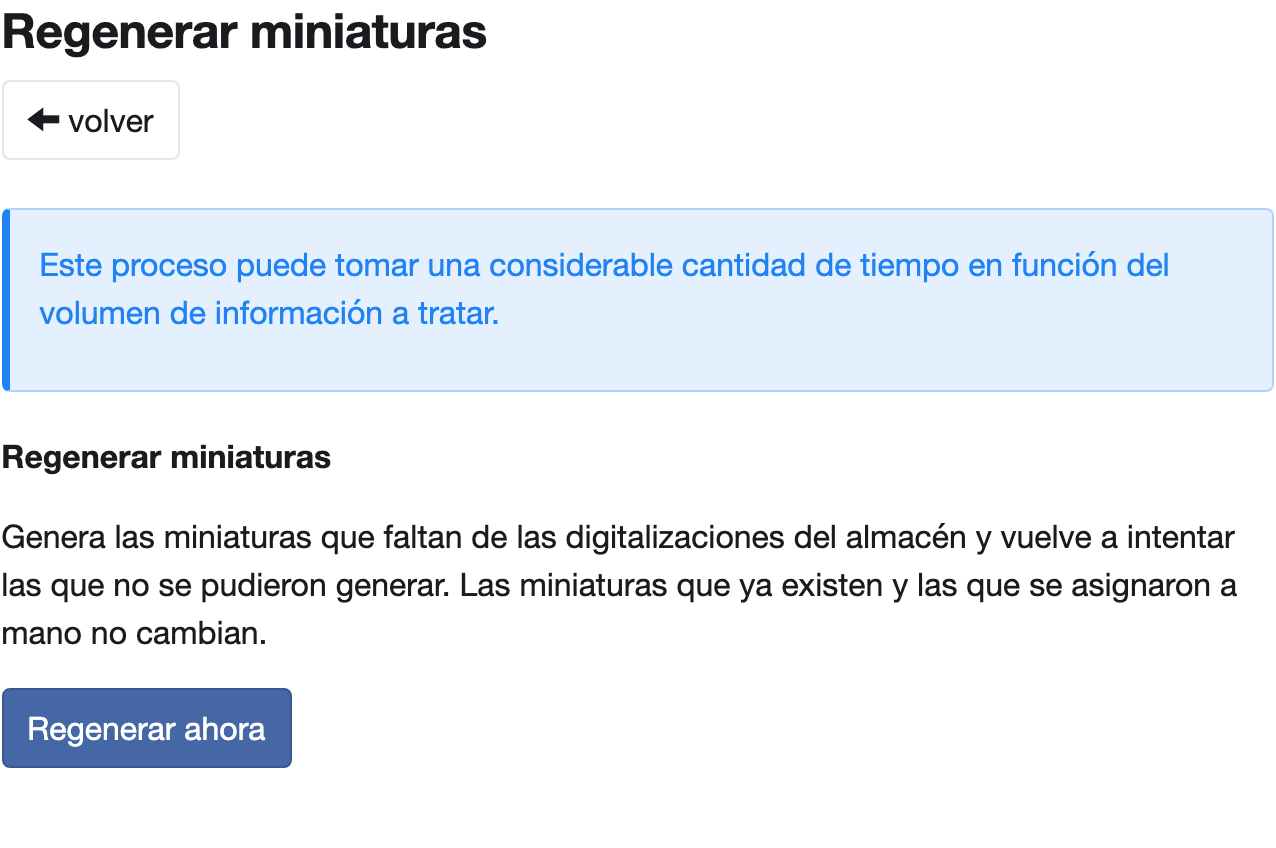 Regenerar miniaturas
volver
Este proceso puede tomar una considerable cantidad de tiempo en función del
volumen de información a tratar.
Regenerar miniaturas
Genera las miniaturas que faltan de las digitalizaciones del almacén y vuelve a intentar
las que no se pudieron generar. Las miniaturas que ya existen y las que se asignaron a
mano no cambian.
Regenerar ahora